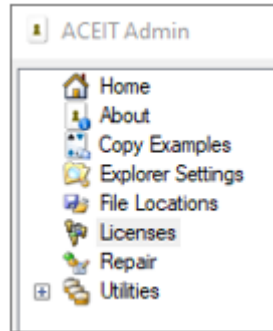 ACEIT Admin
Home
About
Copy Examples
Explorer Settings
File Locations
Licenses
Repair
Utilities